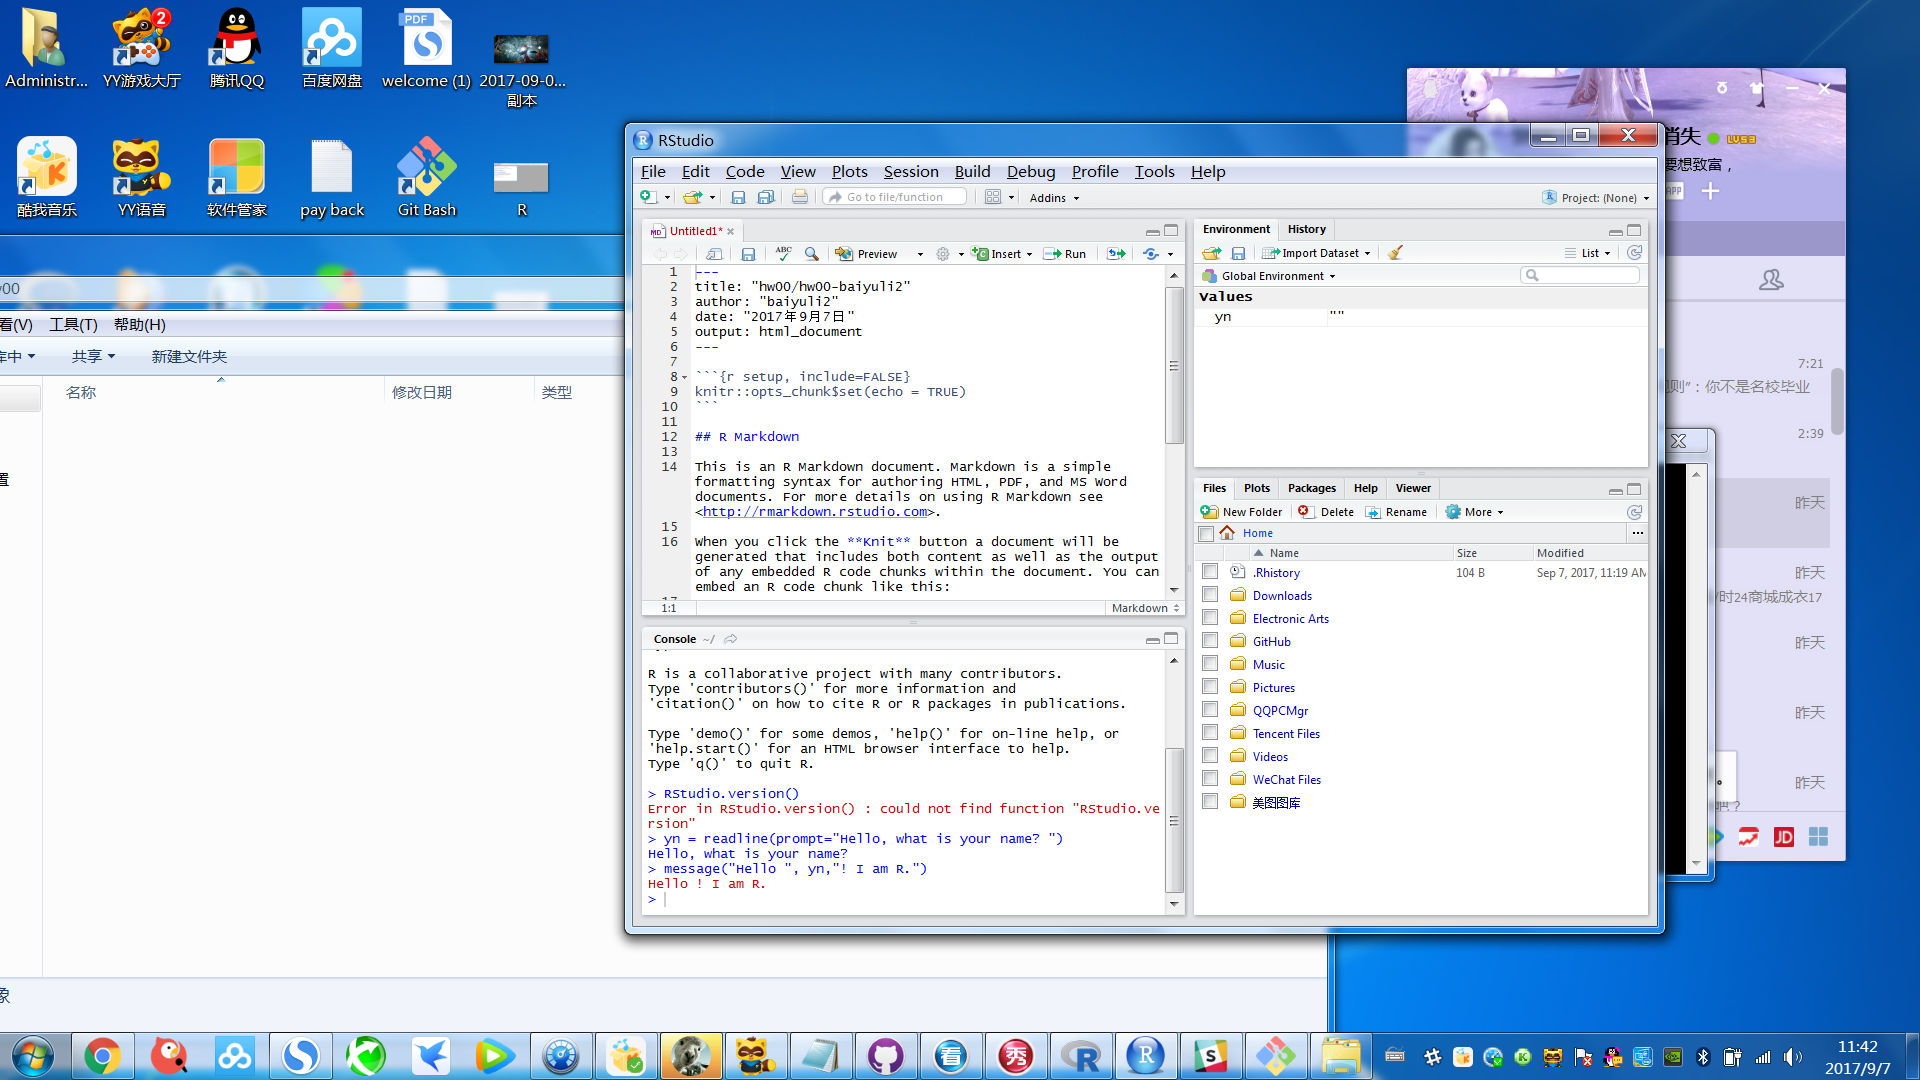 Administr...
YY游戏大厅
2
腾讯QQ
百度网盘
PDF
welcome (1)
2017-09-0...
副本
酷我音乐
YY语音
软件管家
pay back
Git Bash
R
RStudio
File Edit Code View Plots Session Build Debug Profile Tools Help
Go to file/function
Addins
Project: (None)
Untitled1*
ABC
Preview
Insert
Run
1 ---
2 title: "hw00/hw00-baiyuli2"
3 author: "baiyuli2"
4 date: "2017年9月7日"
5 output: html_document
6 ---
7
8 ```{r setup, include=FALSE}
9 knitr::opts_chunk$set(echo = TRUE)
10 ```
11
12 ## R Markdown
13
14 This is an R Markdown document. Markdown is a simple
formatting syntax for authoring HTML, PDF, and MS Word
documents. For more details on using R Markdown see
<http://rmarkdown.rstudio.com>.
15
16 When you click the **Knit** button a document will be
generated that includes both content as well as the output
of any embedded R code chunks within the document. You can
embed an R code chunk like this:
1:1
Markdown
Console ~/
R is a collaborative project with many contributors.
Type 'contributors()' for more information and
'citation()' on how to cite R or R packages in publications.
Type 'demo()' for some demos, 'help()' for on-line help, or
'help.start()' for an HTML browser interface to help.
Type 'q()' to quit R.
> RStudio.version()
Error in RStudio.version() : could not find function "RStudio.ve
rsion"
> yn = readline(prompt="Hello, what is your name? ")
Hello, what is your name?
> message("Hello ", yn,"! I am R.")
Hello ! I am R.
>
Environment History
Import Dataset
List
Global Environment
Values
yn ""
Files Plots Packages Help Viewer
New Folder Delete Rename More
Home
Name Size Modified
.Rhistory 104 B Sep 7, 2017, 11:19 AM
Downloads
Electronic Arts
GitHub
Music
Pictures
QQPCMgr
Tencent Files
Videos
WeChat Files
美图图库
00
看(V) 工具(T) 帮助(H)
库中 共享 新建文件夹
名称 修改日期 类型
置
象
消失 LV53
要想致富，
APP
7:21
则”：你不是名校毕业
2:39
昨天
昨天
时24商城成衣17
昨天
昨天
昨天
吧？
JD
看
秀
11:42
2017/9/7